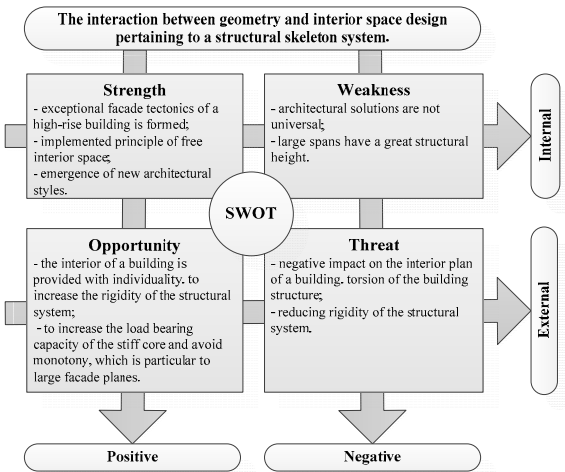 The interaction between geometry and interior space design
pertaining to a structural skeleton system.
Strength
- exceptional facade tectonics of a
high-rise building is formed;
- implemented principle of free
interior space;
- emergence of new architectural
styles.
Weakness
- architectural solutions are not
universal;
- large spans have a great structural
height.
Internal
SWOT
Opportunity
- the interior of a building is
provided with individuality. to
increase the rigidity of the structural
system;
- to increase the load bearing
capacity of the stiff core and avoid
monotony, which is particular to
large facade planes.
Threat
- negative impact on the interior plan
of a building. torsion of the building
structure;
- reducing rigidity of the structural
system.
External
Positive
Negative